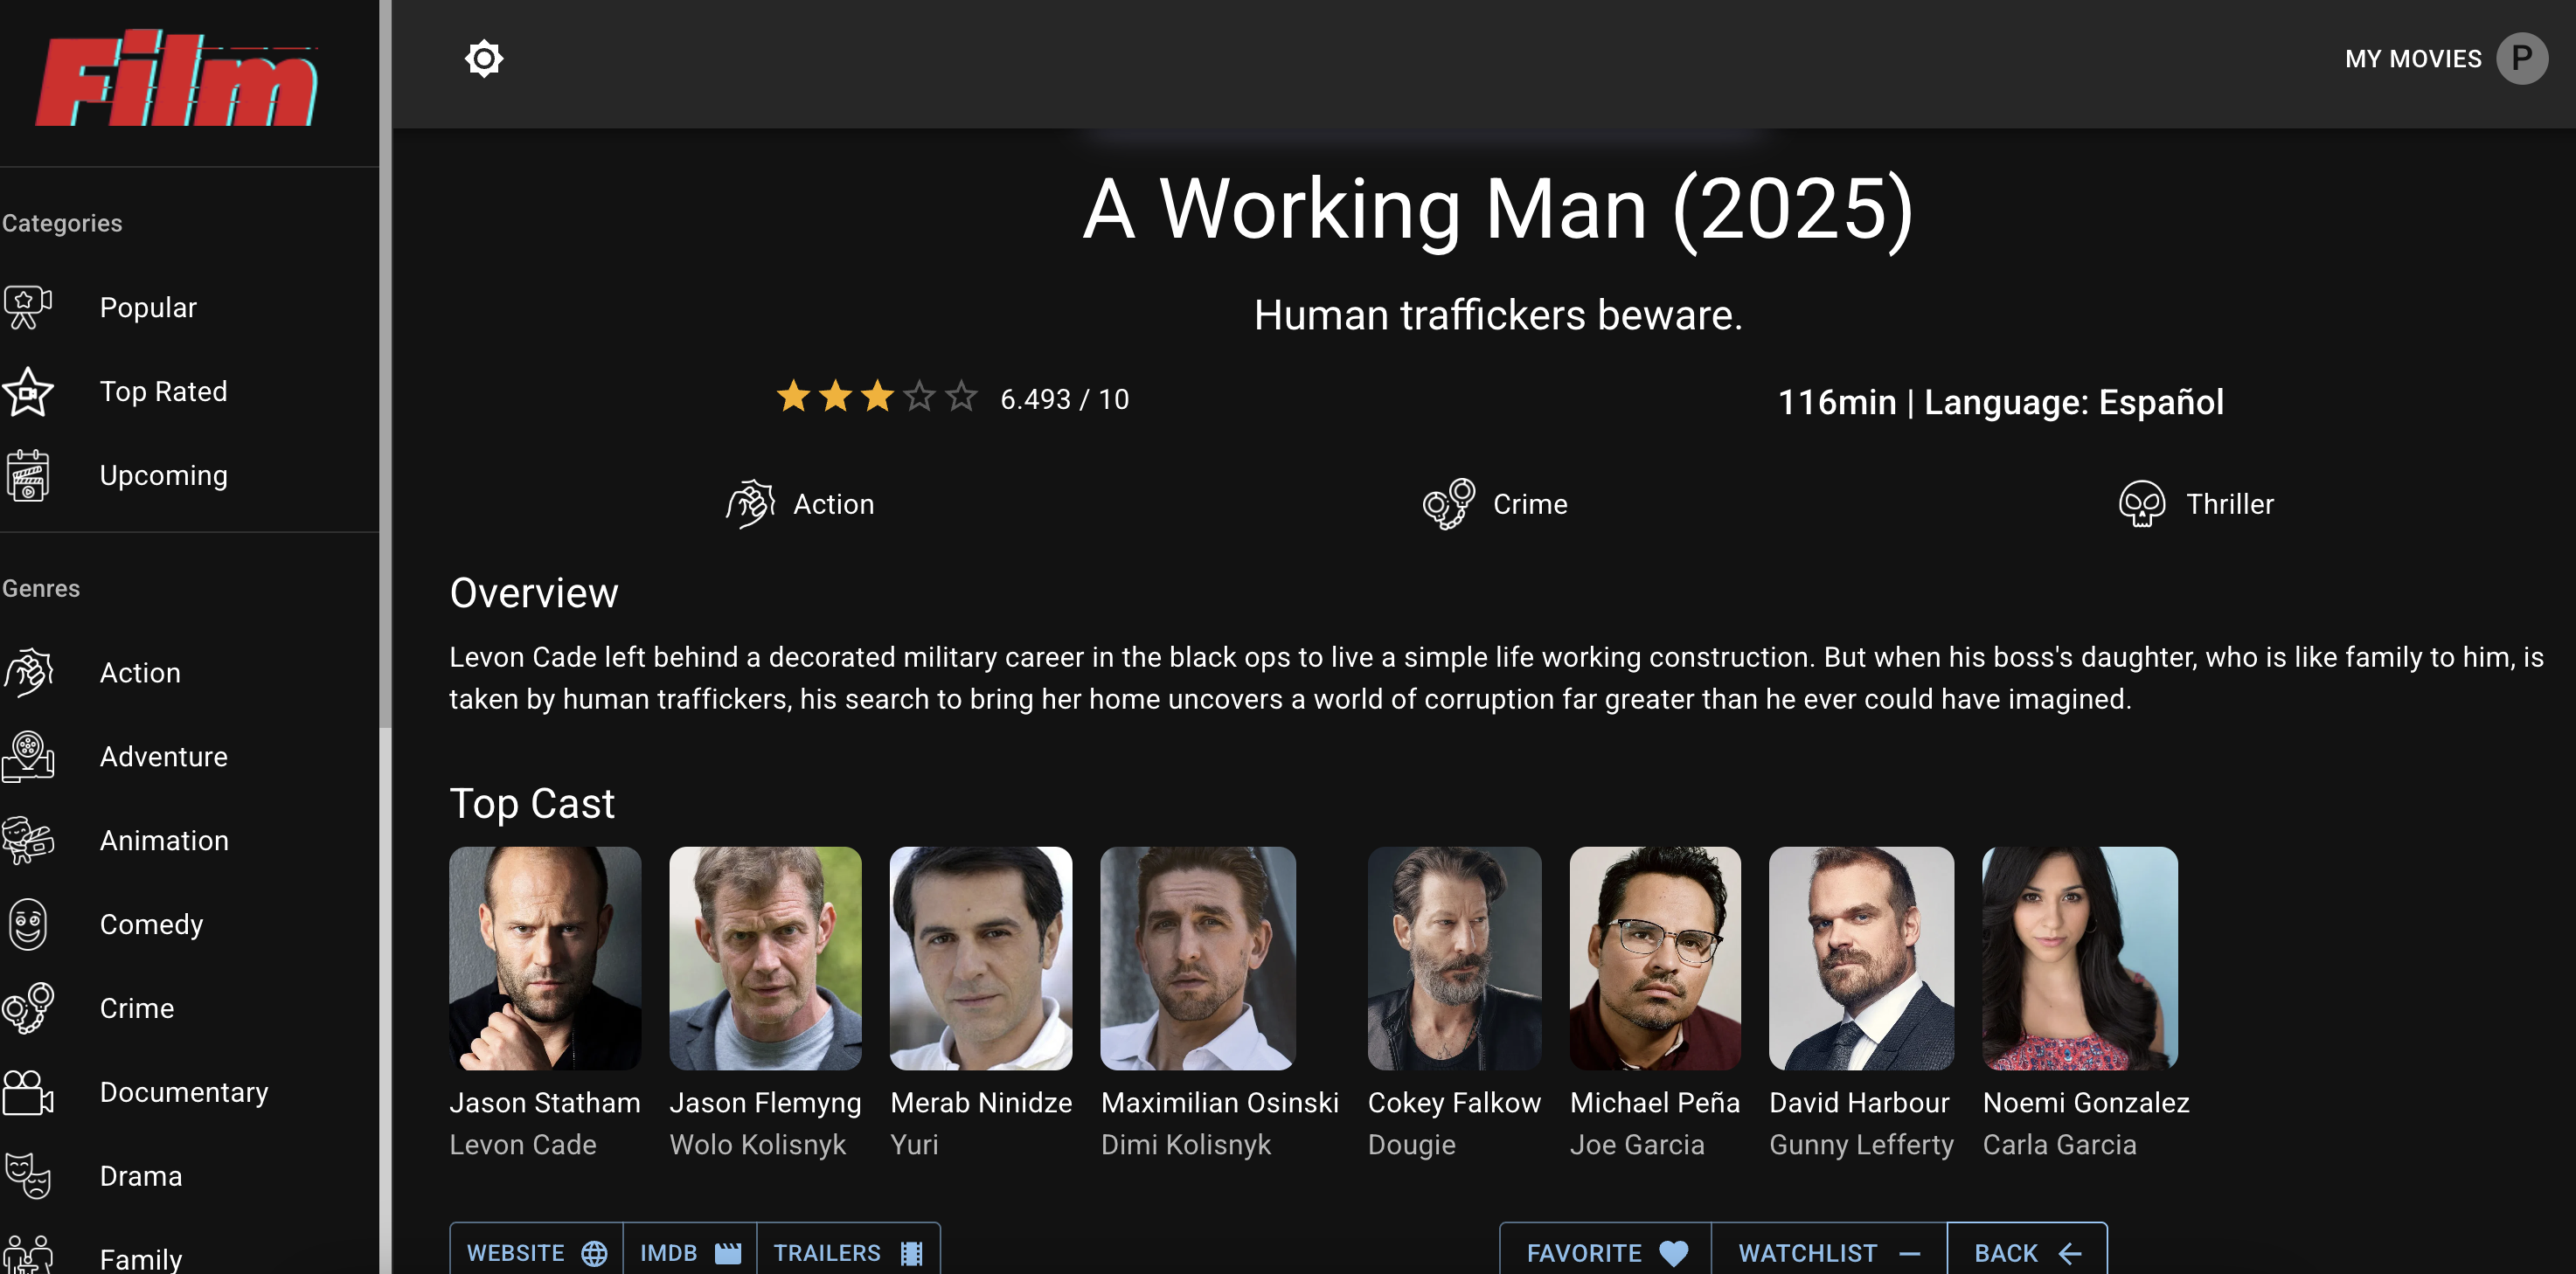 Film
MY MOVIES P
Categories
Popular
Top Rated
Upcoming
Genres
Action
Adventure
Animation
Comedy
Crime
Documentary
Drama
Family
A Working Man (2025)
Human traffickers beware.
6.493 / 10
116min | Language: Español
Action Crime Thriller
Overview
Levon Cade left behind a decorated military career in the black ops to live a simple life working construction. But when his boss's daughter, who is like family to him, is
taken by human traffickers, his search to bring her home uncovers a world of corruption far greater than he ever could have imagined.
Top Cast
Jason Statham Jason Flemyng Merab Ninidze Maximilian Osinski Cokey Falkow Michael Peña David Harbour Noemi Gonzalez
Levon Cade Wolo Kolisnyk Yuri Dimi Kolisnyk Dougie Joe Garcia Gunny Lefferty Carla Garcia
WEBSITE IMDB TRAILERS FAVORITE WATCHLIST BACK